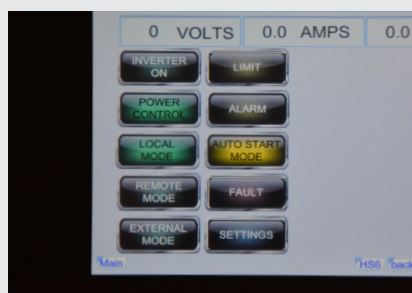 0 VOLTS 0.0 AMPS 0.0
INVERTER
ON
LIMIT
POWER
CONTROL
ALARM
LOCAL
MODE
AUTO START
MODE
REMOTE
MODE
FAULT
EXTERNAL
MODE
SETTINGS
Main HS6 back